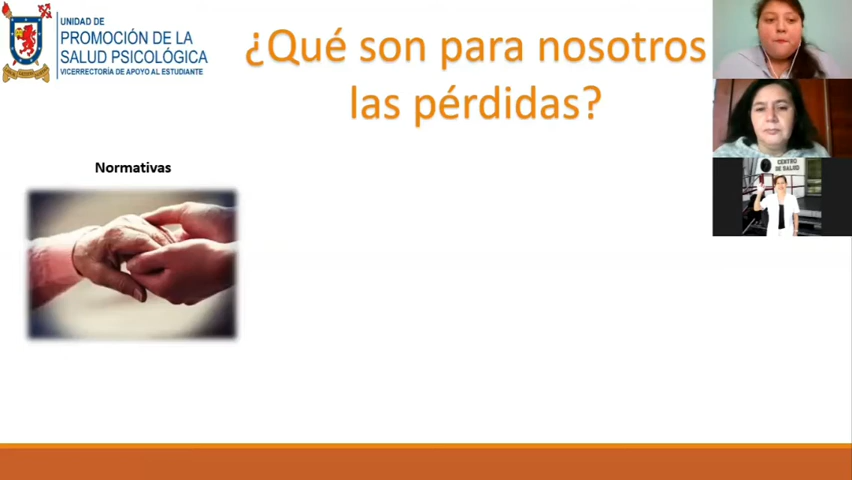 UNIDAD DE
PROMOCIÓN DE LA
SALUD PSICOLÓGICA
VICERRECTORÍA DE APOYO AL ESTUDIANTE
¿Qué son para nosotros
las pérdidas?
Normativas
CENTRO
DE SALUD